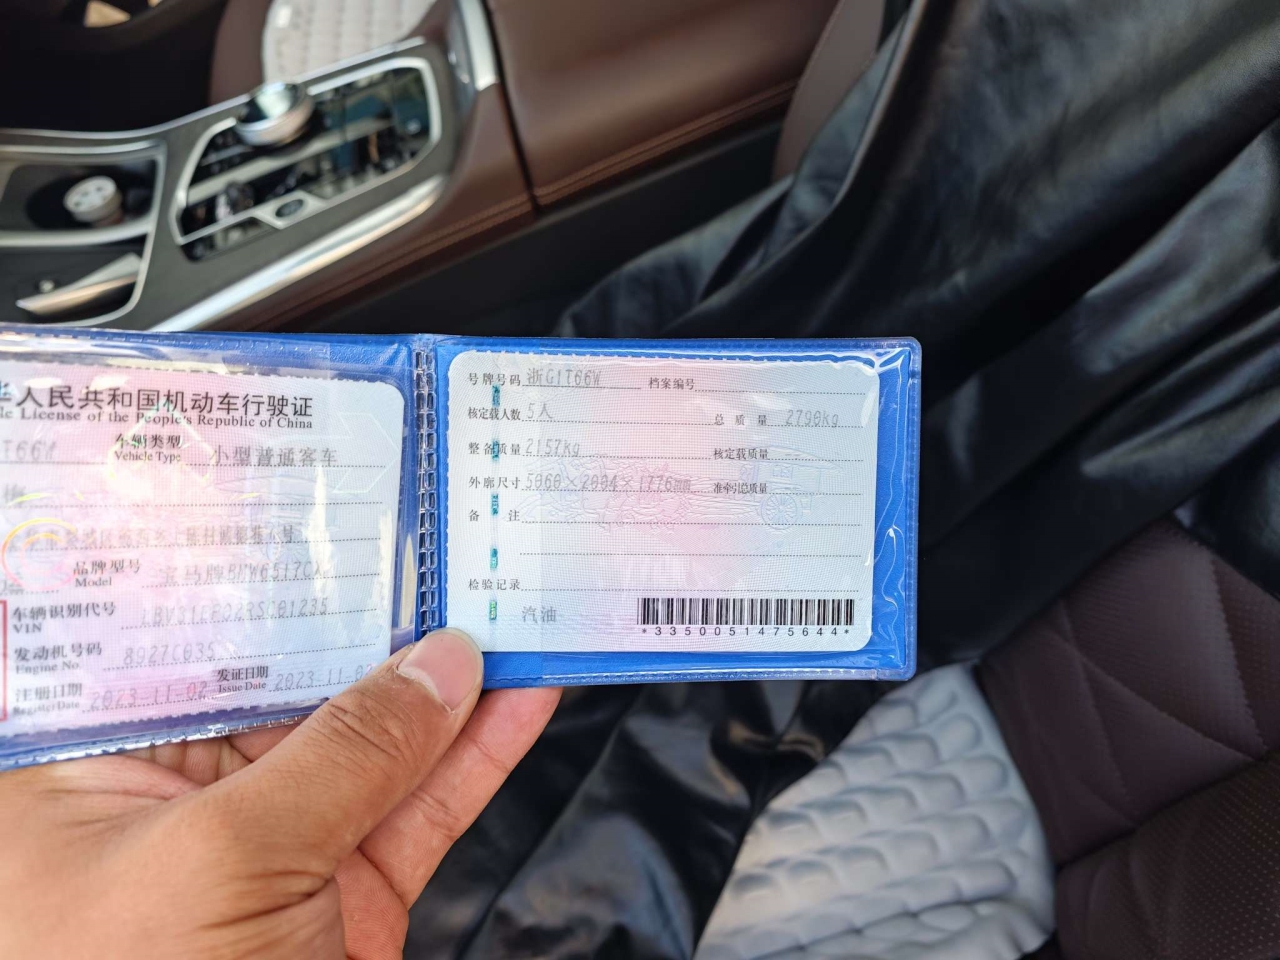 人民共和国机动车行驶证
le License of the People's Republic of China
T66W
车辆类型
Vehicle Type
小型普通客车
品牌型号
Model
宝马牌BMW6517CA
车辆识别代号
VIN
发动机号码
Engine No.
8927C035
注册日期
Register Date
2023-11-02
发证日期
Issue Date
2023-11-0
号牌号码 浙G1T66W 档案编号
核定载人数 5人 总质量 2790kg
整备质量 2157kg 核定载质量
外廓尺寸 5060×2004×1776mm 准牵引总质量
备注
检验记录
汽油
*3350051475644*